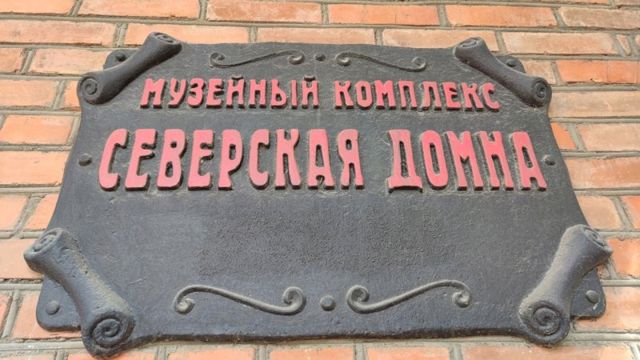 МУЗЕЙНЫЙ КОМПЛЕКС
СЕВЕРСКАЯ ДОМНА